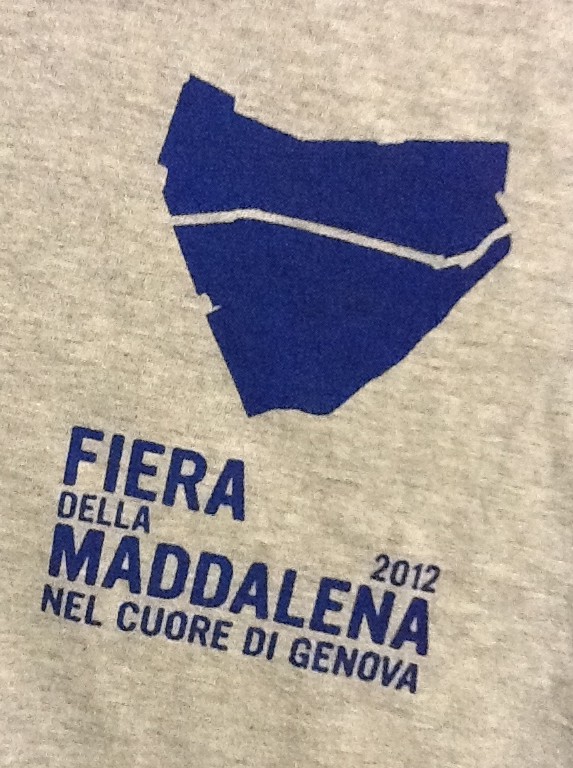 FIERA
DELLA
2012
MADDALENA
NEL CUORE DI GENOVA